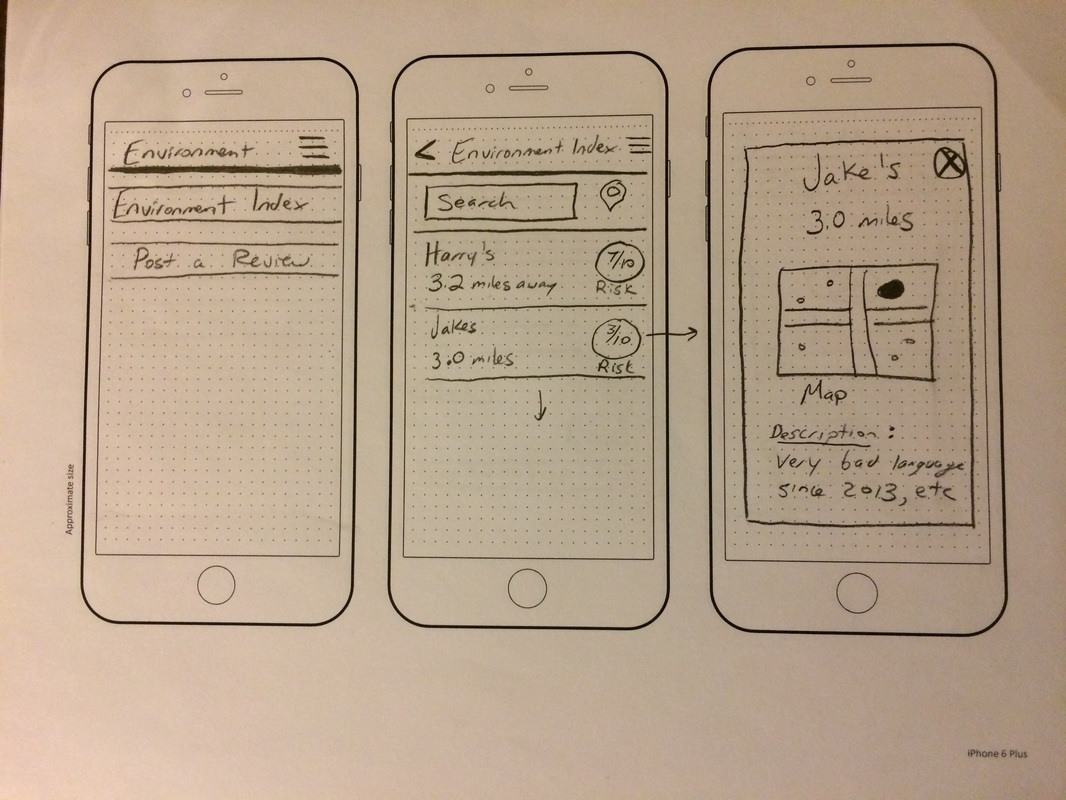 Environment
Environment Index
Post a Review
< Environment Index
Search
Harry's
3.2 miles away
7/10
Risk
Jakes
3.0 miles
3/10
Risk
Jake's
X
3.0 miles
Map
Description:
Very bad language
since 2013, etc
Approximate size
iPhone 6 Plus